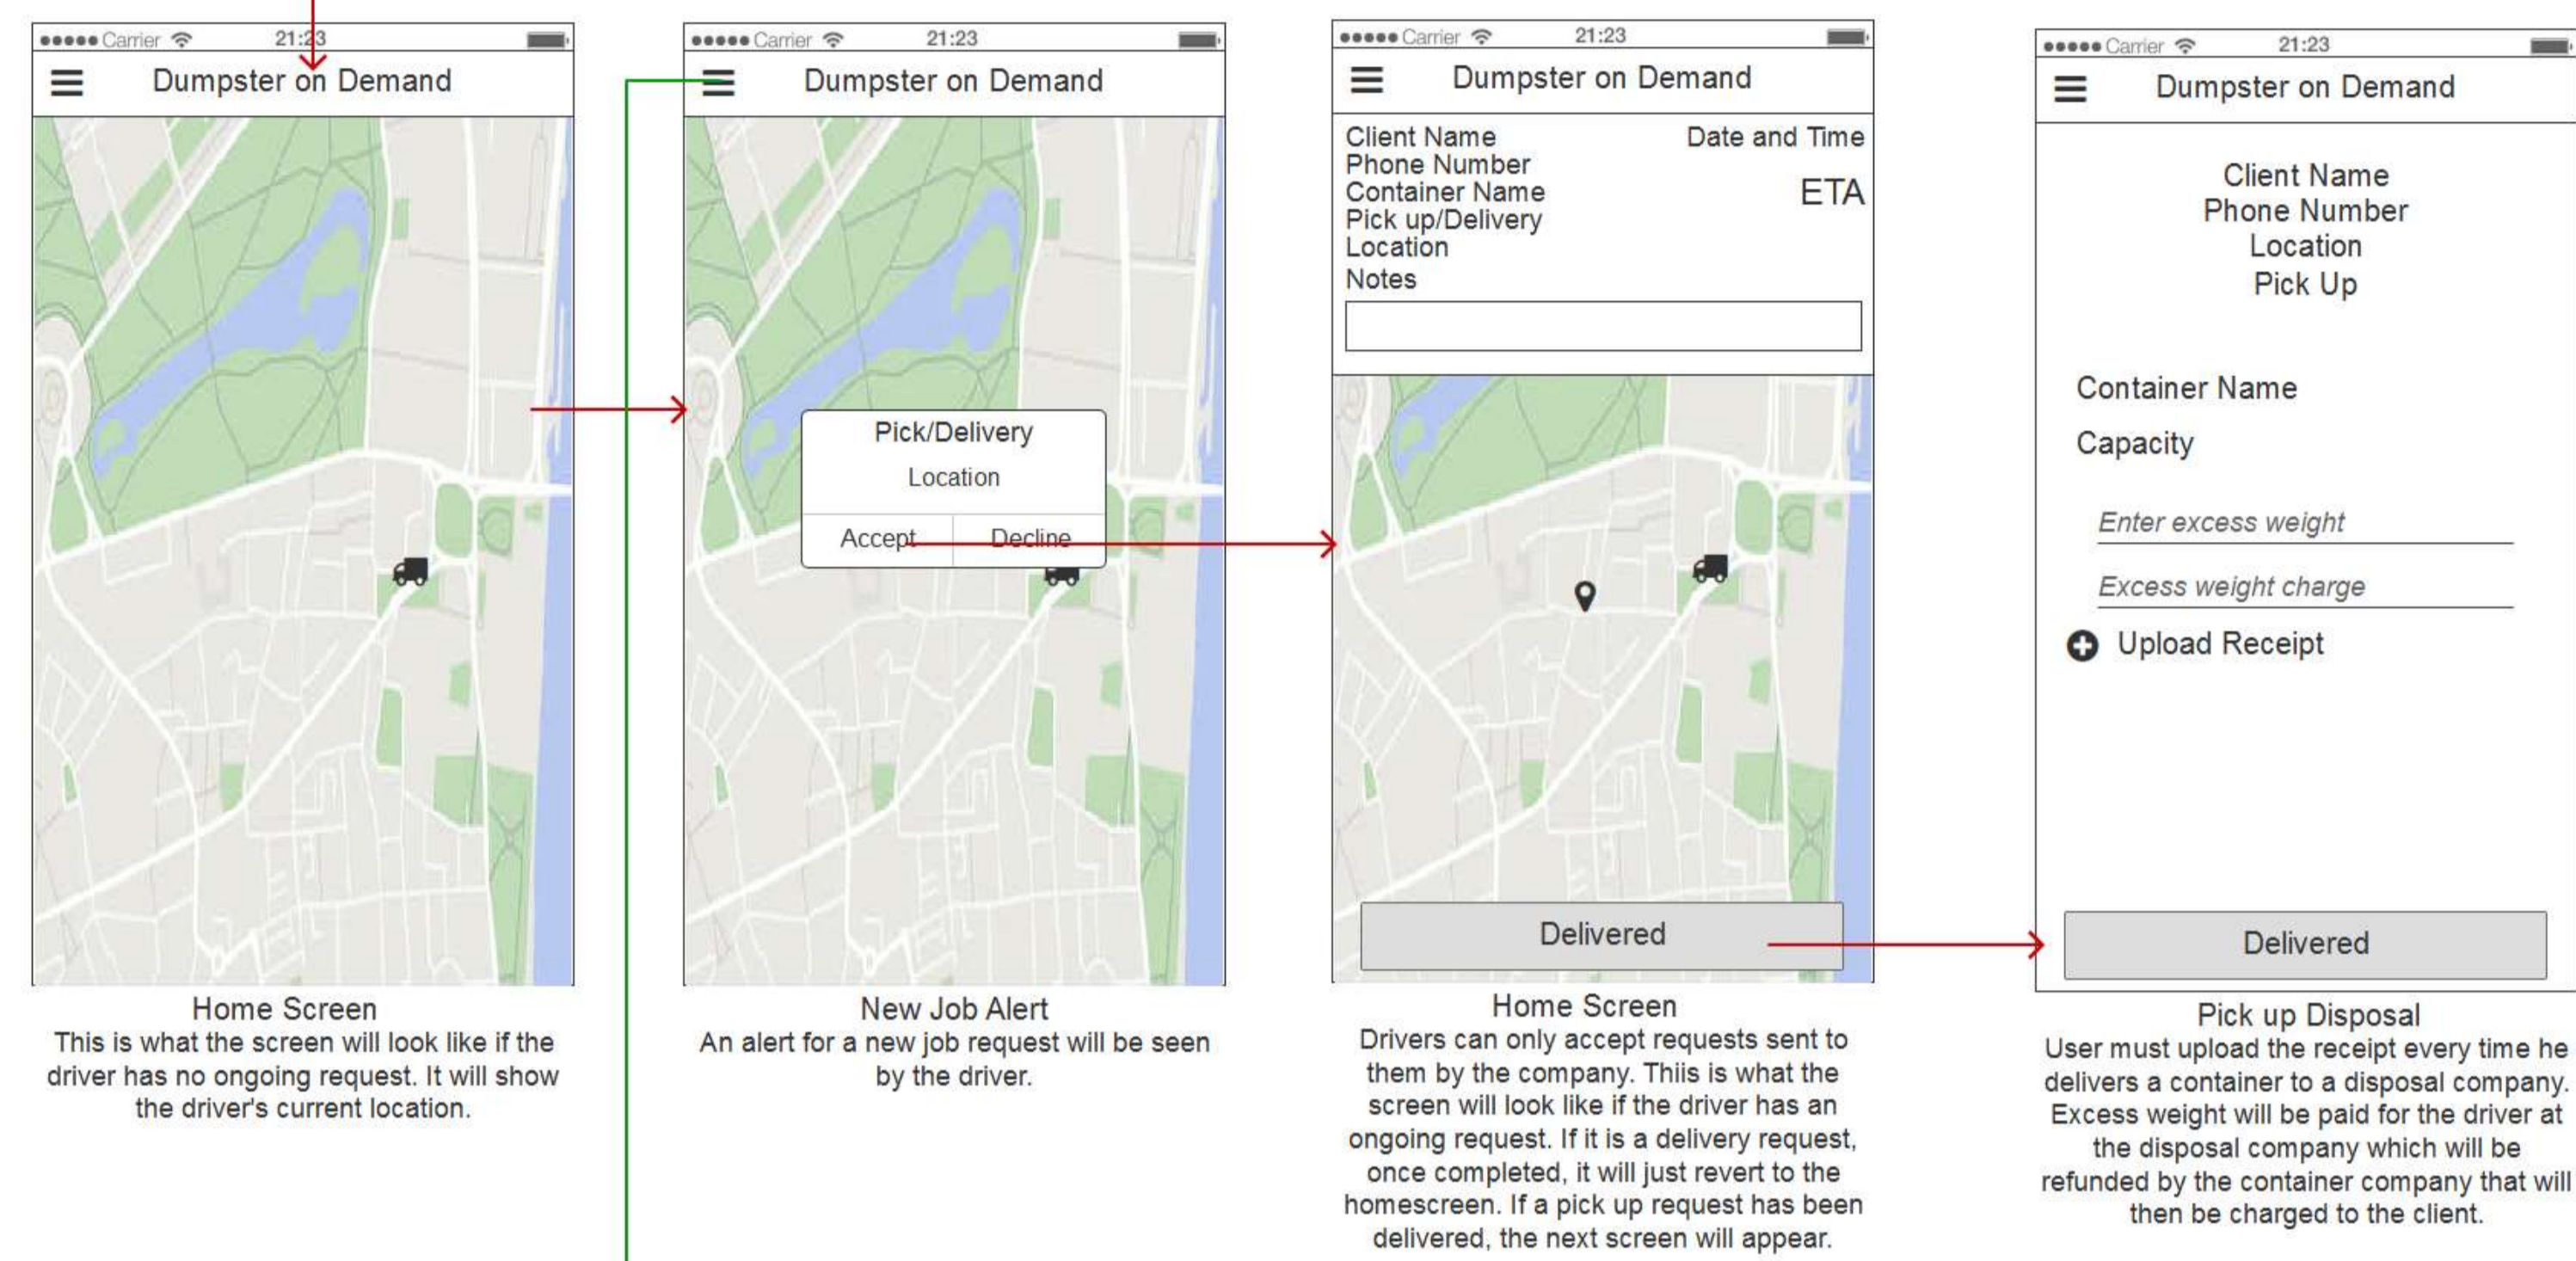 Carrier 21:23
Dumpster on Demand
Home Screen
This is what the screen will look like if the
driver has no ongoing request. It will show
the driver's current location.
Carrier 21:23
Dumpster on Demand
Pick/Delivery
Location
Accept Decline
New Job Alert
An alert for a new job request will be seen
by the driver.
Carrier 21:23
Dumpster on Demand
Client Name Date and Time
Phone Number
Container Name ETA
Pick up/Delivery
Location
Notes
Delivered
Home Screen
Drivers can only accept requests sent to
them by the company. Thiis is what the
screen will look like if the driver has an
ongoing request. If it is a delivery request,
once completed, it will just revert to the
homescreen. If a pick up request has been
delivered, the next screen will appear.
Carrier 21:23
Dumpster on Demand
Client Name
Phone Number
Location
Pick Up
Container Name
Capacity
Enter excess weight
Excess weight charge
Upload Receipt
Delivered
Pick up Disposal
User must upload the receipt every time he
delivers a container to a disposal company.
Excess weight will be paid for the driver at
the disposal company which will be
refunded by the container company that will
then be charged to the client.